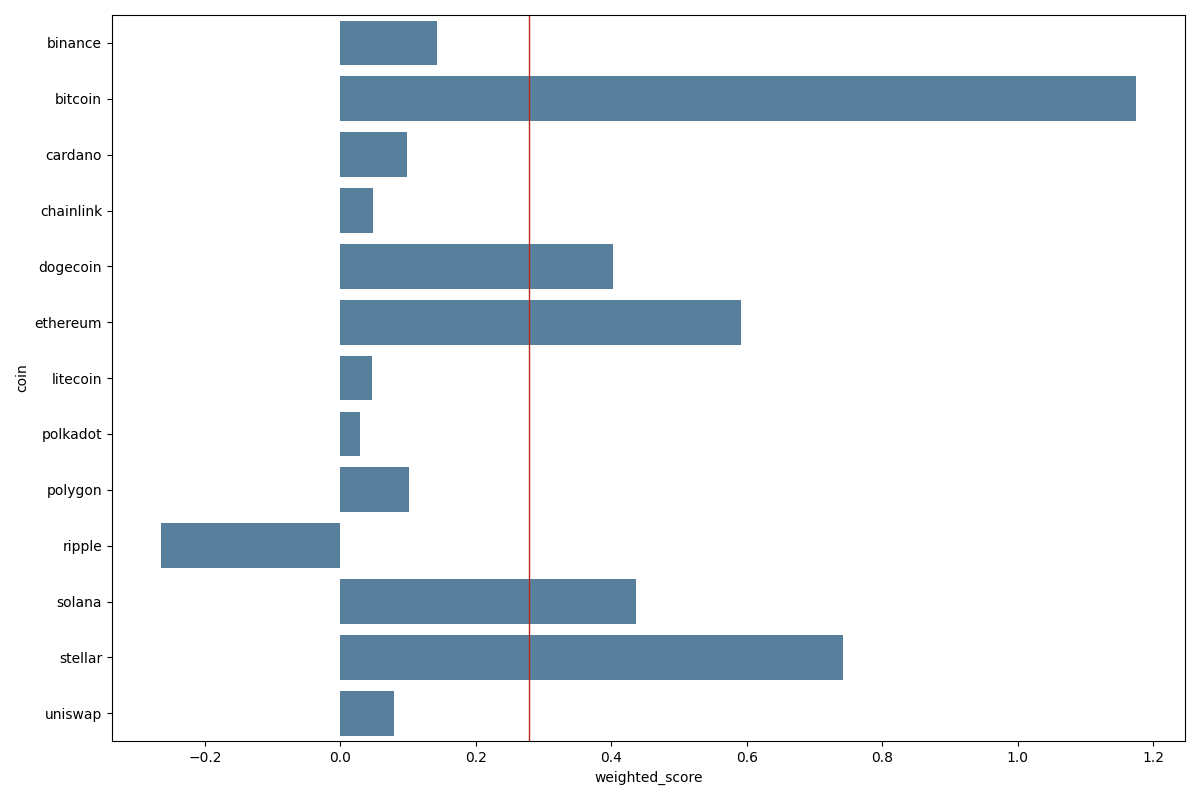 binance
bitcoin
cardano
chainlink
dogecoin
ethereum
litecoin
polkadot
polygon
ripple
solana
stellar
uniswap
coin
−0.2 0.0 0.2 0.4 0.6 0.8 1.0 1.2
weighted_score